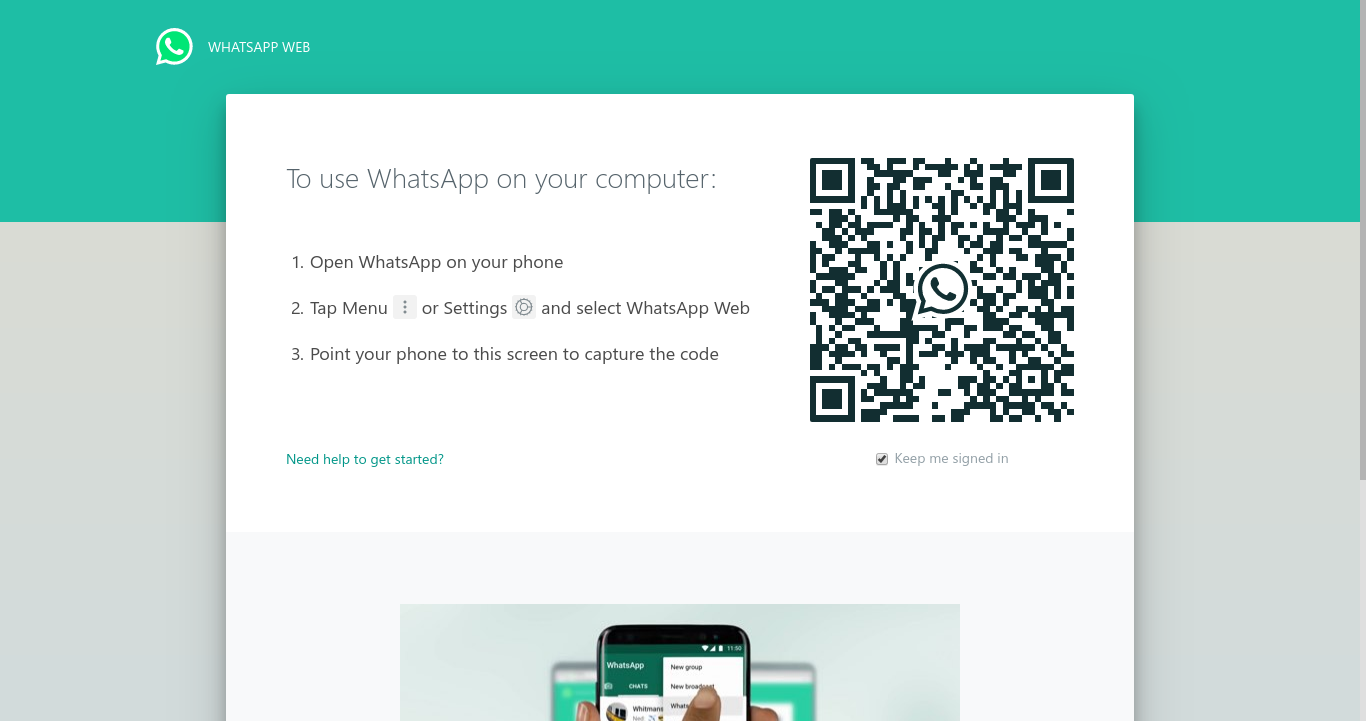 WHATSAPP WEB
To use WhatsApp on your computer:
1. Open WhatsApp on your phone
2. Tap Menu or Settings and select WhatsApp Web
3. Point your phone to this screen to capture the code
Need help to get started?
Keep me signed in
11:50
WhatsApp
New group
New broadcast
CHATS
Whats
Whitman
Ned: